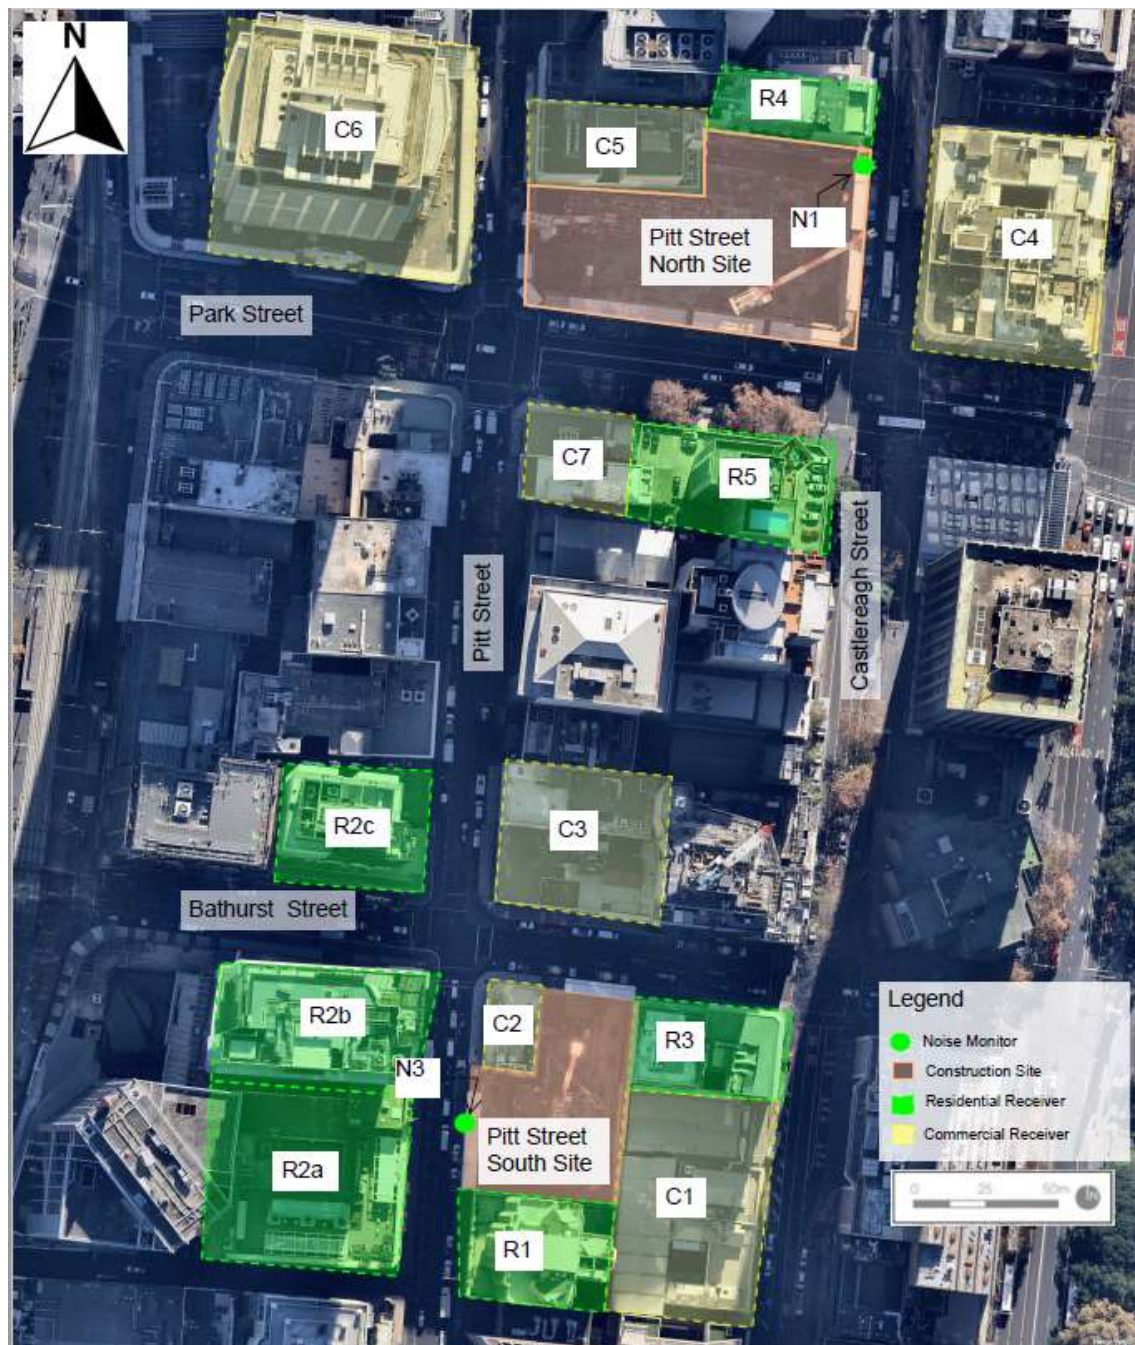 N
C6
R4
C5
N1
Pitt Street
North Site
C4
Park Street
C7
R5
Pitt Street
Castlereagh Street
R2c
C3
Bathurst Street
R2b
C2
R3
N3
Pitt Street
South Site
R2a
C1
R1
Legend
Noise Monitor
Construction Site
Residential Receiver
Commercial Receiver
0 25 50m